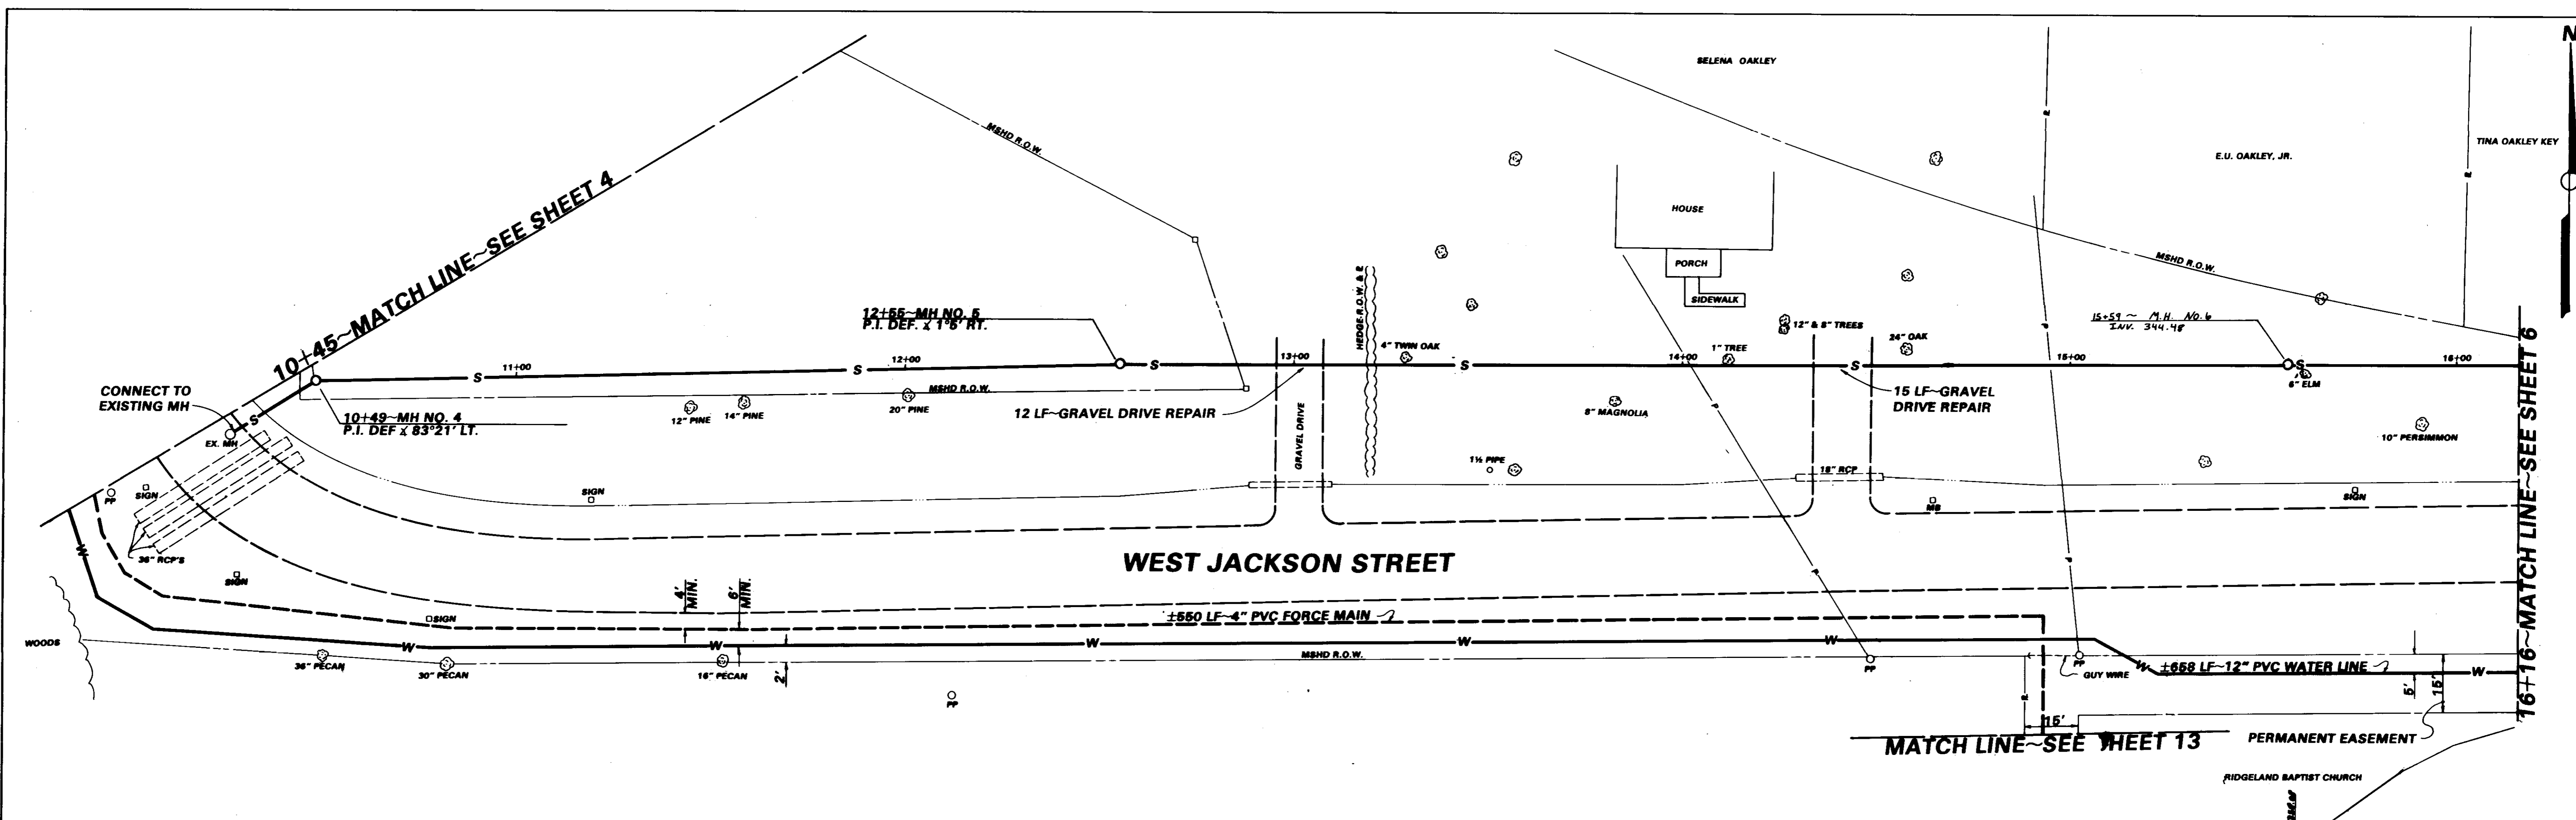 N
SELENA OAKLEY
TINA OAKLEY KEY
E.U. OAKLEY, JR.
MSHD R.O.W.
HOUSE
PORCH
SIDEWALK
MSHD R.O.W.
10+45~MATCH LINE~SEE SHEET 4
HEDGE R.O.W. &
12+55~MH NO. 5
P.I. DEF. ∡ 1°5' RT.
15+59 ~ M.H. NO. 6
INV. 344.48
12" & 8" TREES
24" OAK
4" TWIN OAK
1" TREE
11+00
12+00
13+00
14+00
15+00
16+00
S
S
S
S
S
S
S
6" ELM
CONNECT TO
EXISTING MH
EX. MH
10+49~MH NO. 4
P.I. DEF ∡ 83°21' LT.
MSHD R.O.W.
12" PINE
14" PINE
20" PINE
12 LF~GRAVEL DRIVE REPAIR
15 LF~GRAVEL
DRIVE REPAIR
8" MAGNOLIA
10" PERSIMMON
GRAVEL DRIVE
1½ PIPE
18" RCP
PP
SIGN
SIGN
SIGN
MB
36" RCP'S
SIGN
SIGN
WEST JACKSON STREET
16+16~MATCH LINE~SEE SHEET 6
4' MIN.
6' MIN.
±550 LF~4" PVC FORCE MAIN
WOODS
W
W
W
W
W
W
W
W
36" PECAN
30" PECAN
16" PECAN
2'
MSHD R.O.W.
PP
PP
PP
GUY WIRE
±658 LF~12" PVC WATER LINE
5'
15'
15'
MATCH LINE~SEE SHEET 13
PERMANENT EASEMENT
RIDGELAND BAPTIST CHURCH